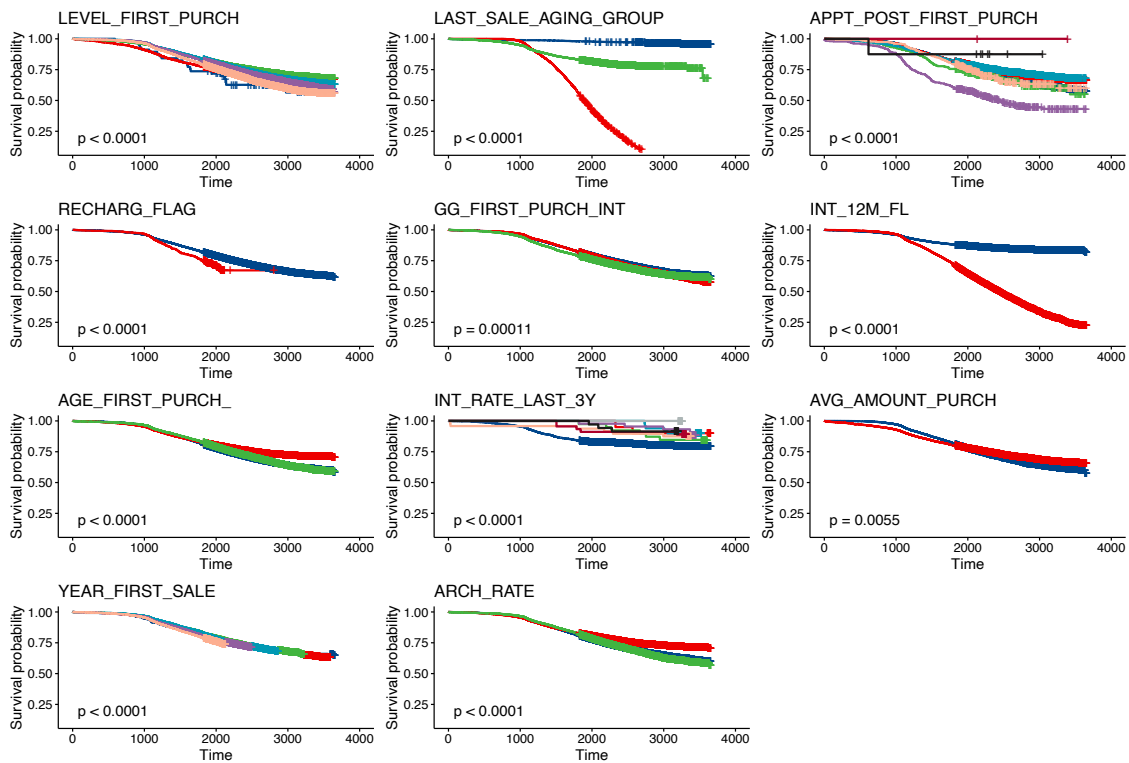 LEVEL_FIRST_PURCH
Survival probability
1.00
0.75
0.50
0.25
p < 0.0001
0 1000 2000 3000 4000
Time
LAST_SALE_AGING_GROUP
Survival probability
1.00
0.75
0.50
0.25
p < 0.0001
0 1000 2000 3000 4000
Time
APPT_POST_FIRST_PURCH
Survival probability
1.00
0.75
0.50
0.25
p < 0.0001
0 1000 2000 3000 4000
Time
RECHARG_FLAG
Survival probability
1.00
0.75
0.50
0.25
p < 0.0001
0 1000 2000 3000 4000
Time
GG_FIRST_PURCH_INT
Survival probability
1.00
0.75
0.50
0.25
p = 0.00011
0 1000 2000 3000 4000
Time
INT_12M_FL
Survival probability
1.00
0.75
0.50
0.25
p < 0.0001
0 1000 2000 3000 4000
Time
AGE_FIRST_PURCH_
Survival probability
1.00
0.75
0.50
0.25
p < 0.0001
0 1000 2000 3000 4000
Time
INT_RATE_LAST_3Y
Survival probability
1.00
0.75
0.50
0.25
p < 0.0001
0 1000 2000 3000 4000
Time
AVG_AMOUNT_PURCH
Survival probability
1.00
0.75
0.50
0.25
p = 0.0055
0 1000 2000 3000 4000
Time
YEAR_FIRST_SALE
Survival probability
1.00
0.75
0.50
0.25
p < 0.0001
0 1000 2000 3000 4000
Time
ARCH_RATE
Survival probability
1.00
0.75
0.50
0.25
p < 0.0001
0 1000 2000 3000 4000
Time